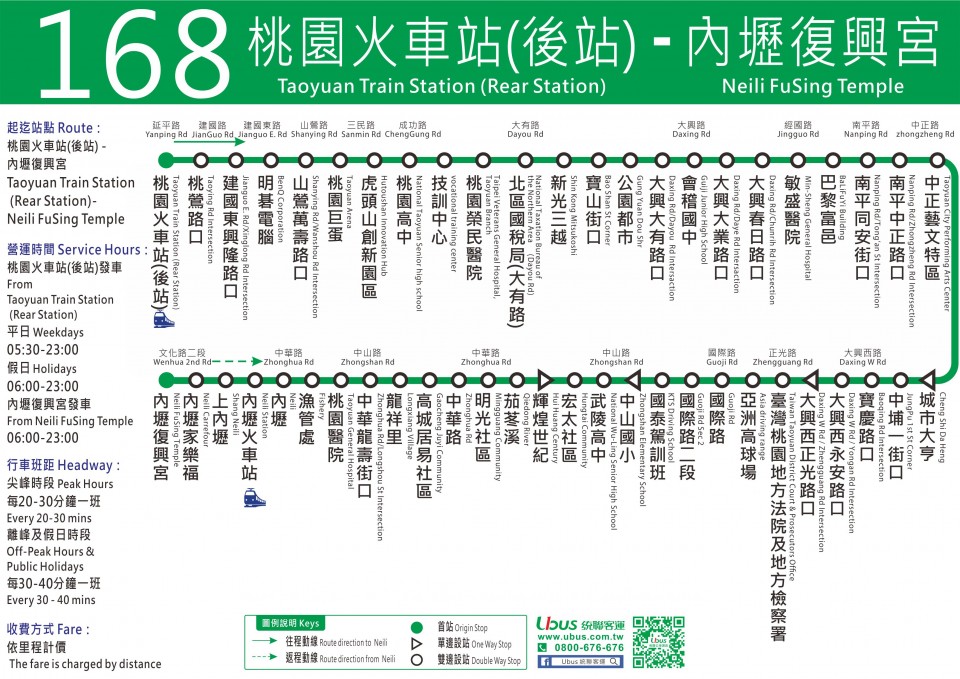 168
桃園火車站(後站) - 內壢復興宮
Taoyuan Train Station (Rear Station)
Neili FuSing Temple
起迄站點 Route :
桃園火車站(後站) -
內壢復興宮
Taoyuan Train Station
(Rear Station)-
Neili FuSing Temple
營運時間 Service Hours :
桃園火車站(後站)發車
From
Taoyuan Train Station
(Rear Station)
平日 Weekdays
05:30-23:00
假日 Holidays
06:00-23:00
內壢復興宮發車
From Neili FuSing Temple
06:00-23:00
行車班距 Headway :
尖峰時段 Peak Hours
每20-30分鐘一班
Every 20-30 mins
離峰及假日時段
Off-Peak Hours &
Public Holidays
每30-40分鐘一班
Every 30 - 40 mins
收費方式 Fare :
依里程計價
The fare is charged by distance
延平路 建國路 建國東路 山鶯路 三民路 成功路 大有路 大興路 經國路 南平路 中正路
Yanping Rd JianGuo Rd Jianguo E. Rd Shanying Rd Sanmin Rd ChengGung Rd Dayou Rd Daxing Rd Jingguo Rd Nanping Rd zhongzheng Rd
桃園火車站(後站)
Taoyuan Train Station (Rear Station)
桃鶯路口
Taoying Rd Intersection
建國東興隆路口
Jianguo E. Rd/Xinglong Rd Intersection
明碁電腦
BenQ Corporation
山鶯萬壽路口
Shanying Rd/Wanshou Rd Intersection
桃園巨蛋
Taoyuan Arena
虎頭山創新園區
Hutoushan Innovation Hub
桃園高中
National Taoyuan Senior high school
技訓中心
vocational training center
桃園榮民醫院
Taipei Veterans General Hospital,
Taoyuan Branch
北區國稅局(大有路)
National Taxation Bureau of
the Northern Area (Dayou Rd)
新光三越
Shin Kong Mitsukoshi
寶山街口
Bao Shan St Corner
公園都市
Gung Yuan Dou Shr
大興大有路口
Daxing Rd/Dayou Rd Intersection
會稽國中
Guiji Junior High School
大興大業路口
Daxing Rd/Daye Rd Intersection
大興春日路口
Daxing Rd/Chunrih Rd Intersection
敏盛醫院
Min-Sheng General Hospital
巴黎富邑
BaLiFuYi Building
南平同安街口
Nanping Rd/Tong'an St Intersection
南平中正路口
Nanping Rd/Zhongzheng Rd Intersection
中正藝文特區
Taoyuan City Performing Arts Center
文化路二段 中華路 中山路 中華路 中山路 國際路 正光路 大興西路
Wenhua 2nd Rd Zhonghua Rd Zhongshan Rd Zhonghua Rd Zhongshan Rd Guoji Rd Zhengguang Rd Daxing W Rd
內壢復興宮
Neili FuSing Temple
內壢家樂福
Neili Carrefour
上內壢
Shang Neili
內壢火車站
Neili Station
內壢
Neili
漁管處
Fishery
桃園醫院
Taoyuan General Hospital
中華龍壽街口
Zhonghua Rd/Longshou St Intersection
龍祥里
Longxiang Village
高城居易社區
Gaocheng Juyi Community
中華路
Zhonghua Rd
明光社區
Mingguang Community
茄苳溪
Qiedong River
輝煌世紀
Hui Huang Century
宏太社區
Hungtai Community
武陵高中
National Wu-Ling Senior High School
中山國小
Zhongshan Elementary School
國泰駕訓班
KTS Driving School
國際路二段
Guoji Rd Sec.2
國際路
Guoji Rd
亞洲高球場
Asia driving range
臺灣桃園地方法院及地方檢察署
Taiwan Taoyuan District Court & Prosecutors Office
大興西正光路口
Daxing W Rd / Zhengguang Rd Intersection
大興西永安路口
Daxing W Rd / Yongan Rd Intersection
寶慶路口
Baoqing Rd Intersection
中埔一街口
JungPu 1st St Corner
城市大亨
Cheng Shi Da Heng
圖例說明 Keys
往程動線 Route direction to Neili
返程動線 Route direction from Neili
首站 Origin Stop
單邊設站 One Way Stop
雙邊設站 Double Way Stop
Ubus 統聯客運
www.ubus.com.tw
0800-676-676
f Ubus 統聯客運
Ubus